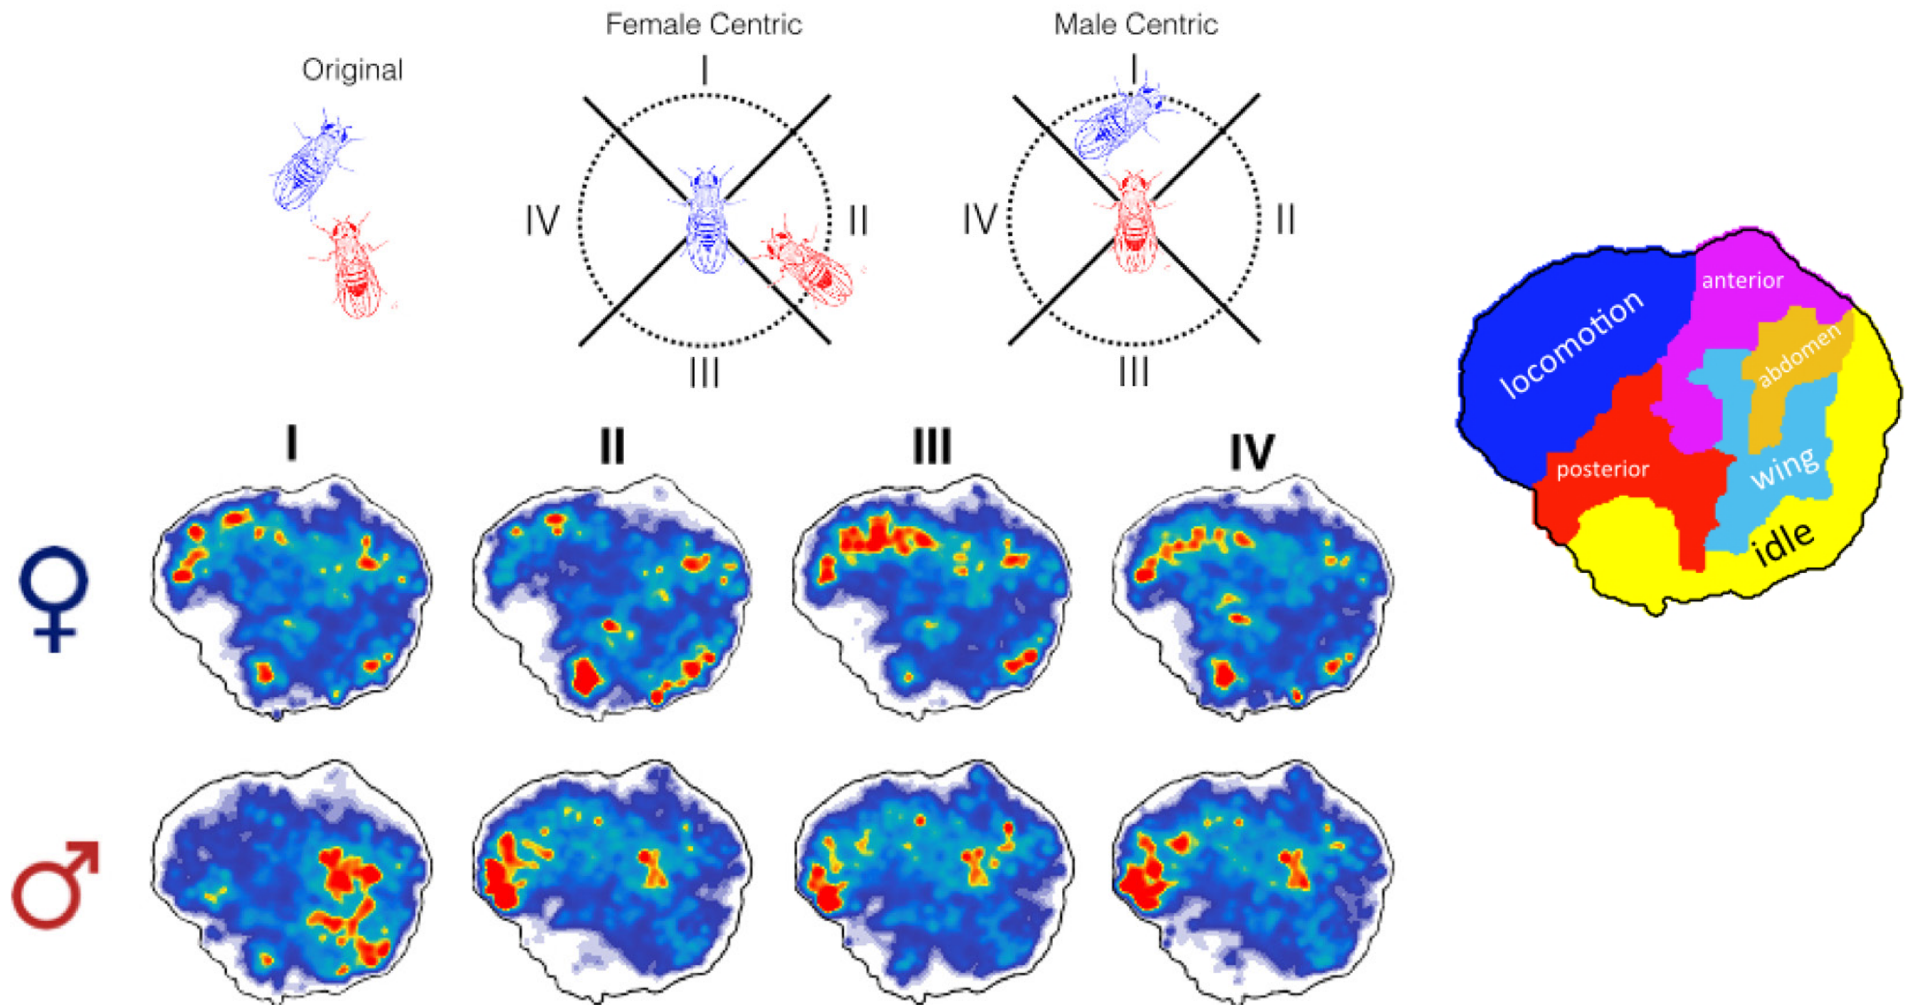 Original
Female Centric
I
II
III
IV
Male Centric
I
II
III
IV
I II III IV
locomotion
anterior
abdomen
posterior
wing
idle